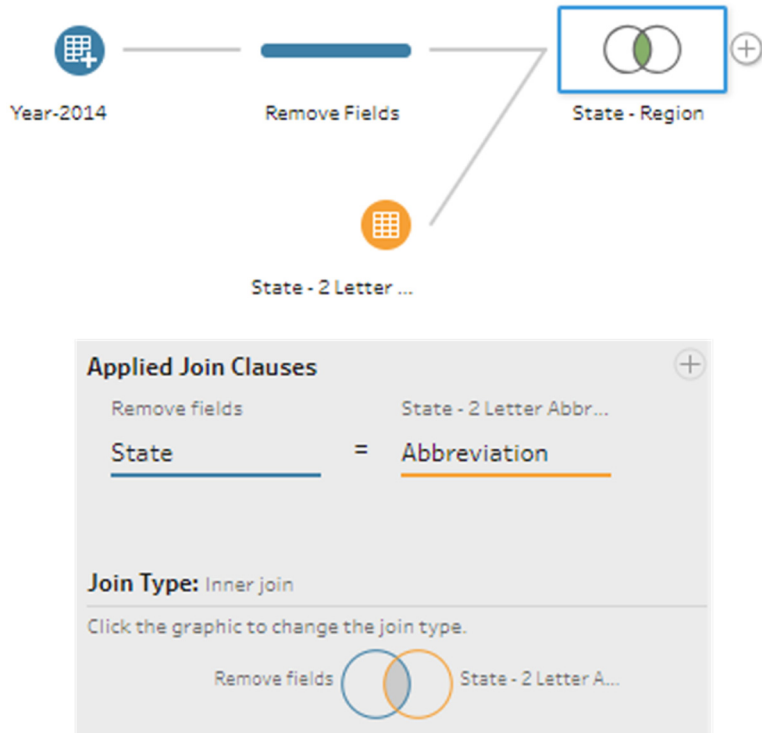 Year-2014
Remove Fields
State - Region
State - 2 Letter ...
Applied Join Clauses
Remove fields
State - 2 Letter Abbr...
State = Abbreviation
Join Type: Inner join
Click the graphic to change the join type.
Remove fields
State - 2 Letter A...